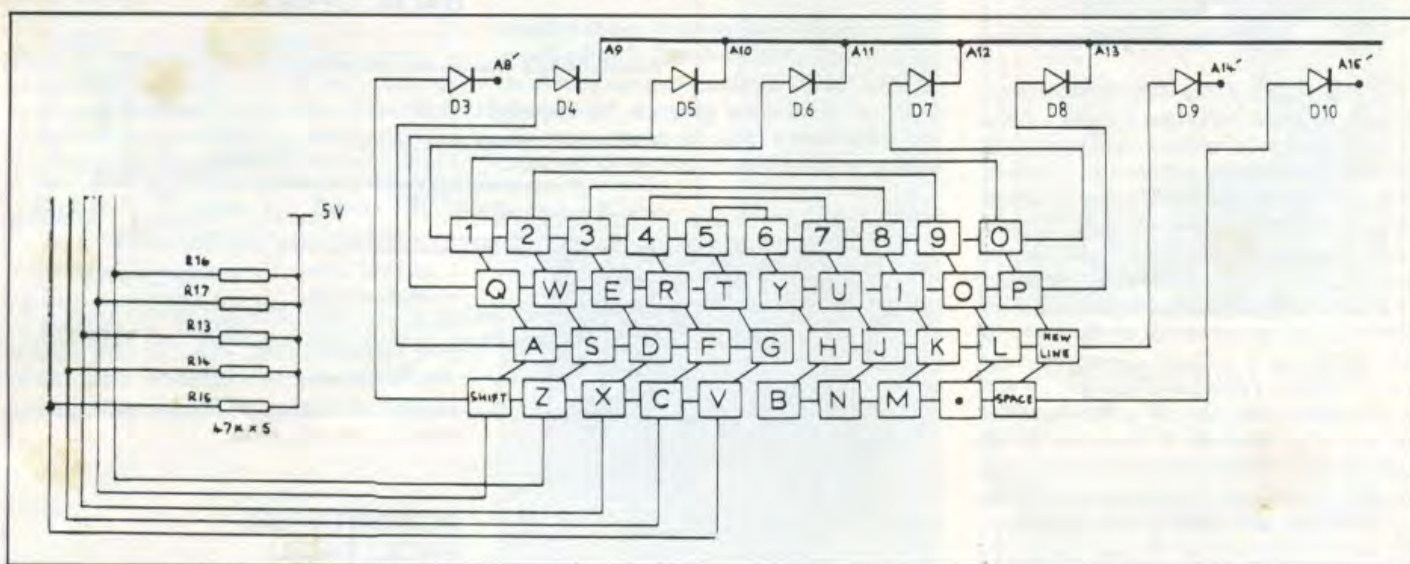 A8' A9 A10 A11 A12 A13 A14' A15'
D3 D4 D5 D6 D7 D8 D9 D10
5V
R16
R17
R13
R14
R15
47K x 5
1 2 3 4 5 6 7 8 9 0
Q W E R T Y U I O P
A S D F G H J K L NEW
LINE
SHIFT Z X C V B N M • SPACE